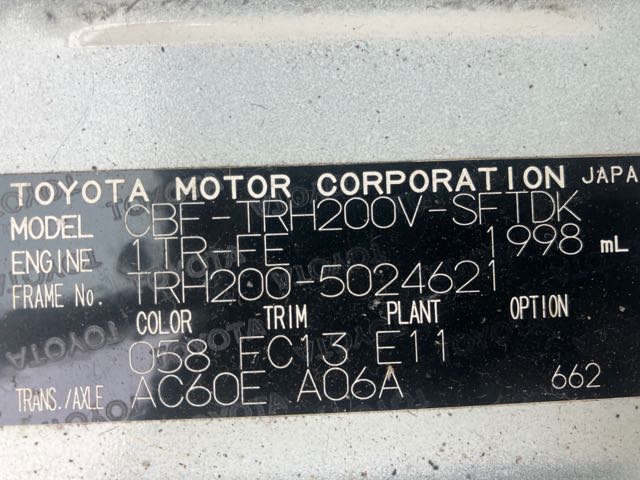 TOYOTA MOTOR CORPORATION JAPAN
MODEL CBF-TRH200V-SFTDK
ENGINE 1TR-FE 1998 mL
FRAME No. TRH200-5024621
COLOR TRIM PLANT OPTION
058 FC13 E11
TRANS./AXLE AC60E A06A 662